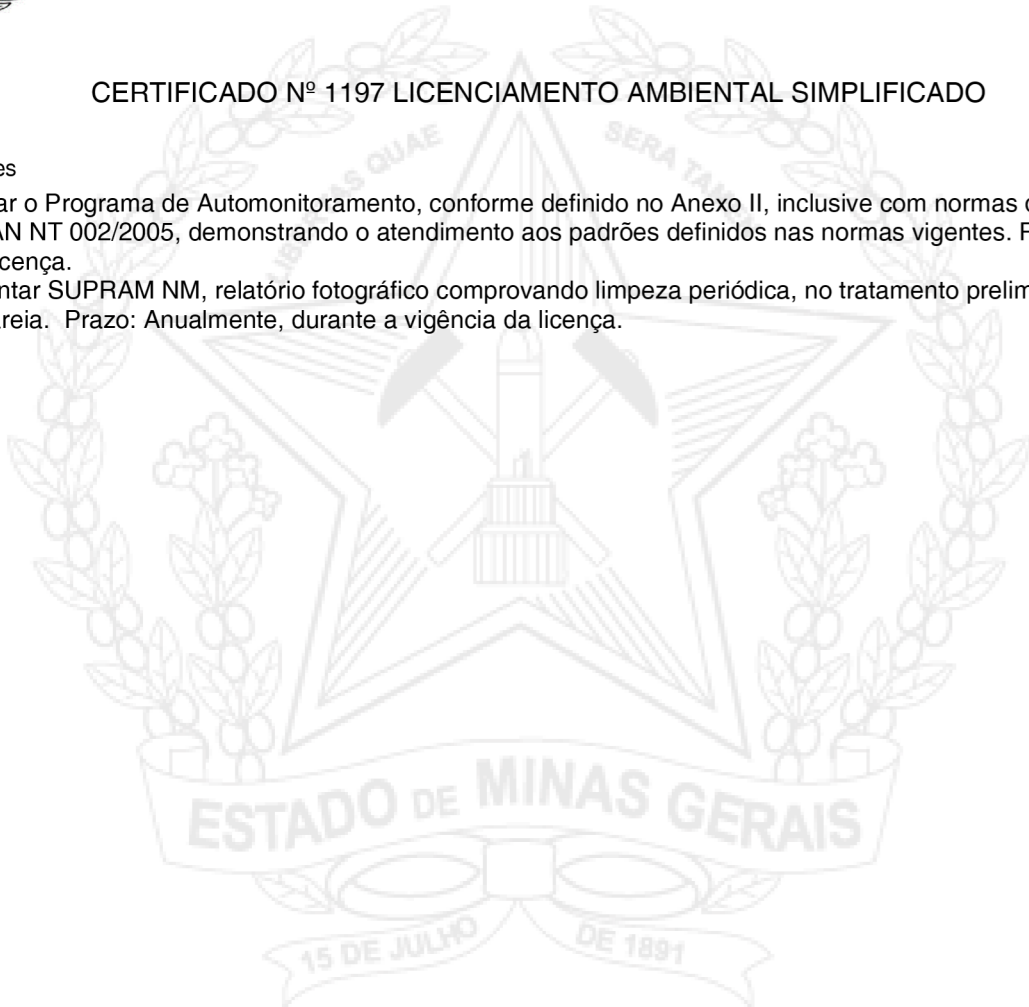 CERTIFICADO Nº 1197 LICENCIAMENTO AMBIENTAL SIMPLIFICADO
es
ar o Programa de Automonitoramento, conforme definido no Anexo II, inclusive com normas
AN NT 002/2005, demonstrando o atendimento aos padrões definidos nas normas vigentes.
icença.
ntar SUPRAM NM, relatório fotográfico comprovando limpeza periódica, no tratamento prelim
areia. Prazo: Anualmente, durante a vigência da licença.
LIBERTAS QUAE SERA TAMEN
ESTADO DE MINAS GERAIS
15 DE JULHO DE 1891